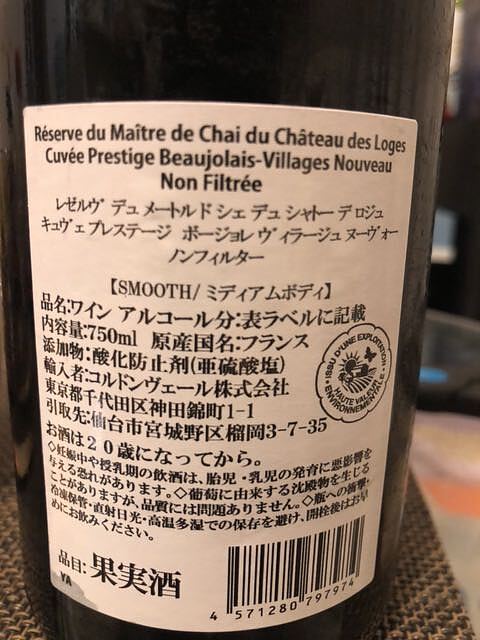 Réserve du Maître de Chai du Château des Loges
Cuvée Prestige Beaujolais-Villages Nouveau
Non Filtrée
レゼルヴ デュ メートル ド シェ デュ シャトー デ ロジュ
キュヴェ プレステージ ボージョレ ヴィラージュ ヌーヴォー
ノンフィルター
【SMOOTH/ ミディアムボディ】
品名:ワイン アルコール分:表ラベルに記載
内容量:750ml 原産国名:フランス
添加物:酸化防止剤(亜硫酸塩)
輸入者:コルドンヴェール株式会社
東京都千代田区神田錦町1-1
引取先:仙台市宮城野区榴岡3-7-35
ISSU D'UNE EXPLOITATION
HAUTE VALEUR
ENVIRONNEMENTALE
お酒は20歳になってから。
◇妊娠中や授乳期の飲酒は、胎児・乳児の発育に悪影響を
与える恐れがあります。◇葡萄に由来する沈殿物を生じる
ことがありますが、品質には問題ありません。◇瓶への衝撃・
冷凍保管・直射日光・高温多湿での保存を避け、開栓後はお早
めにお飲みください。
品目:果実酒
YA
4 571280 797974